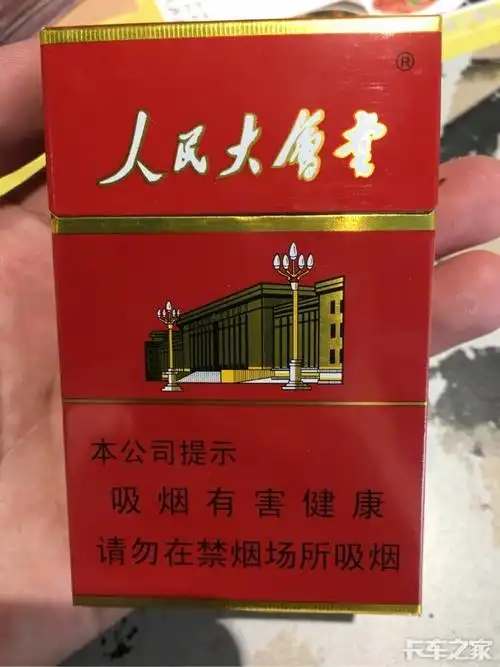 ®
人民大會堂
本公司提示
吸烟有害健康
请勿在禁烟场所吸烟
卡车之家